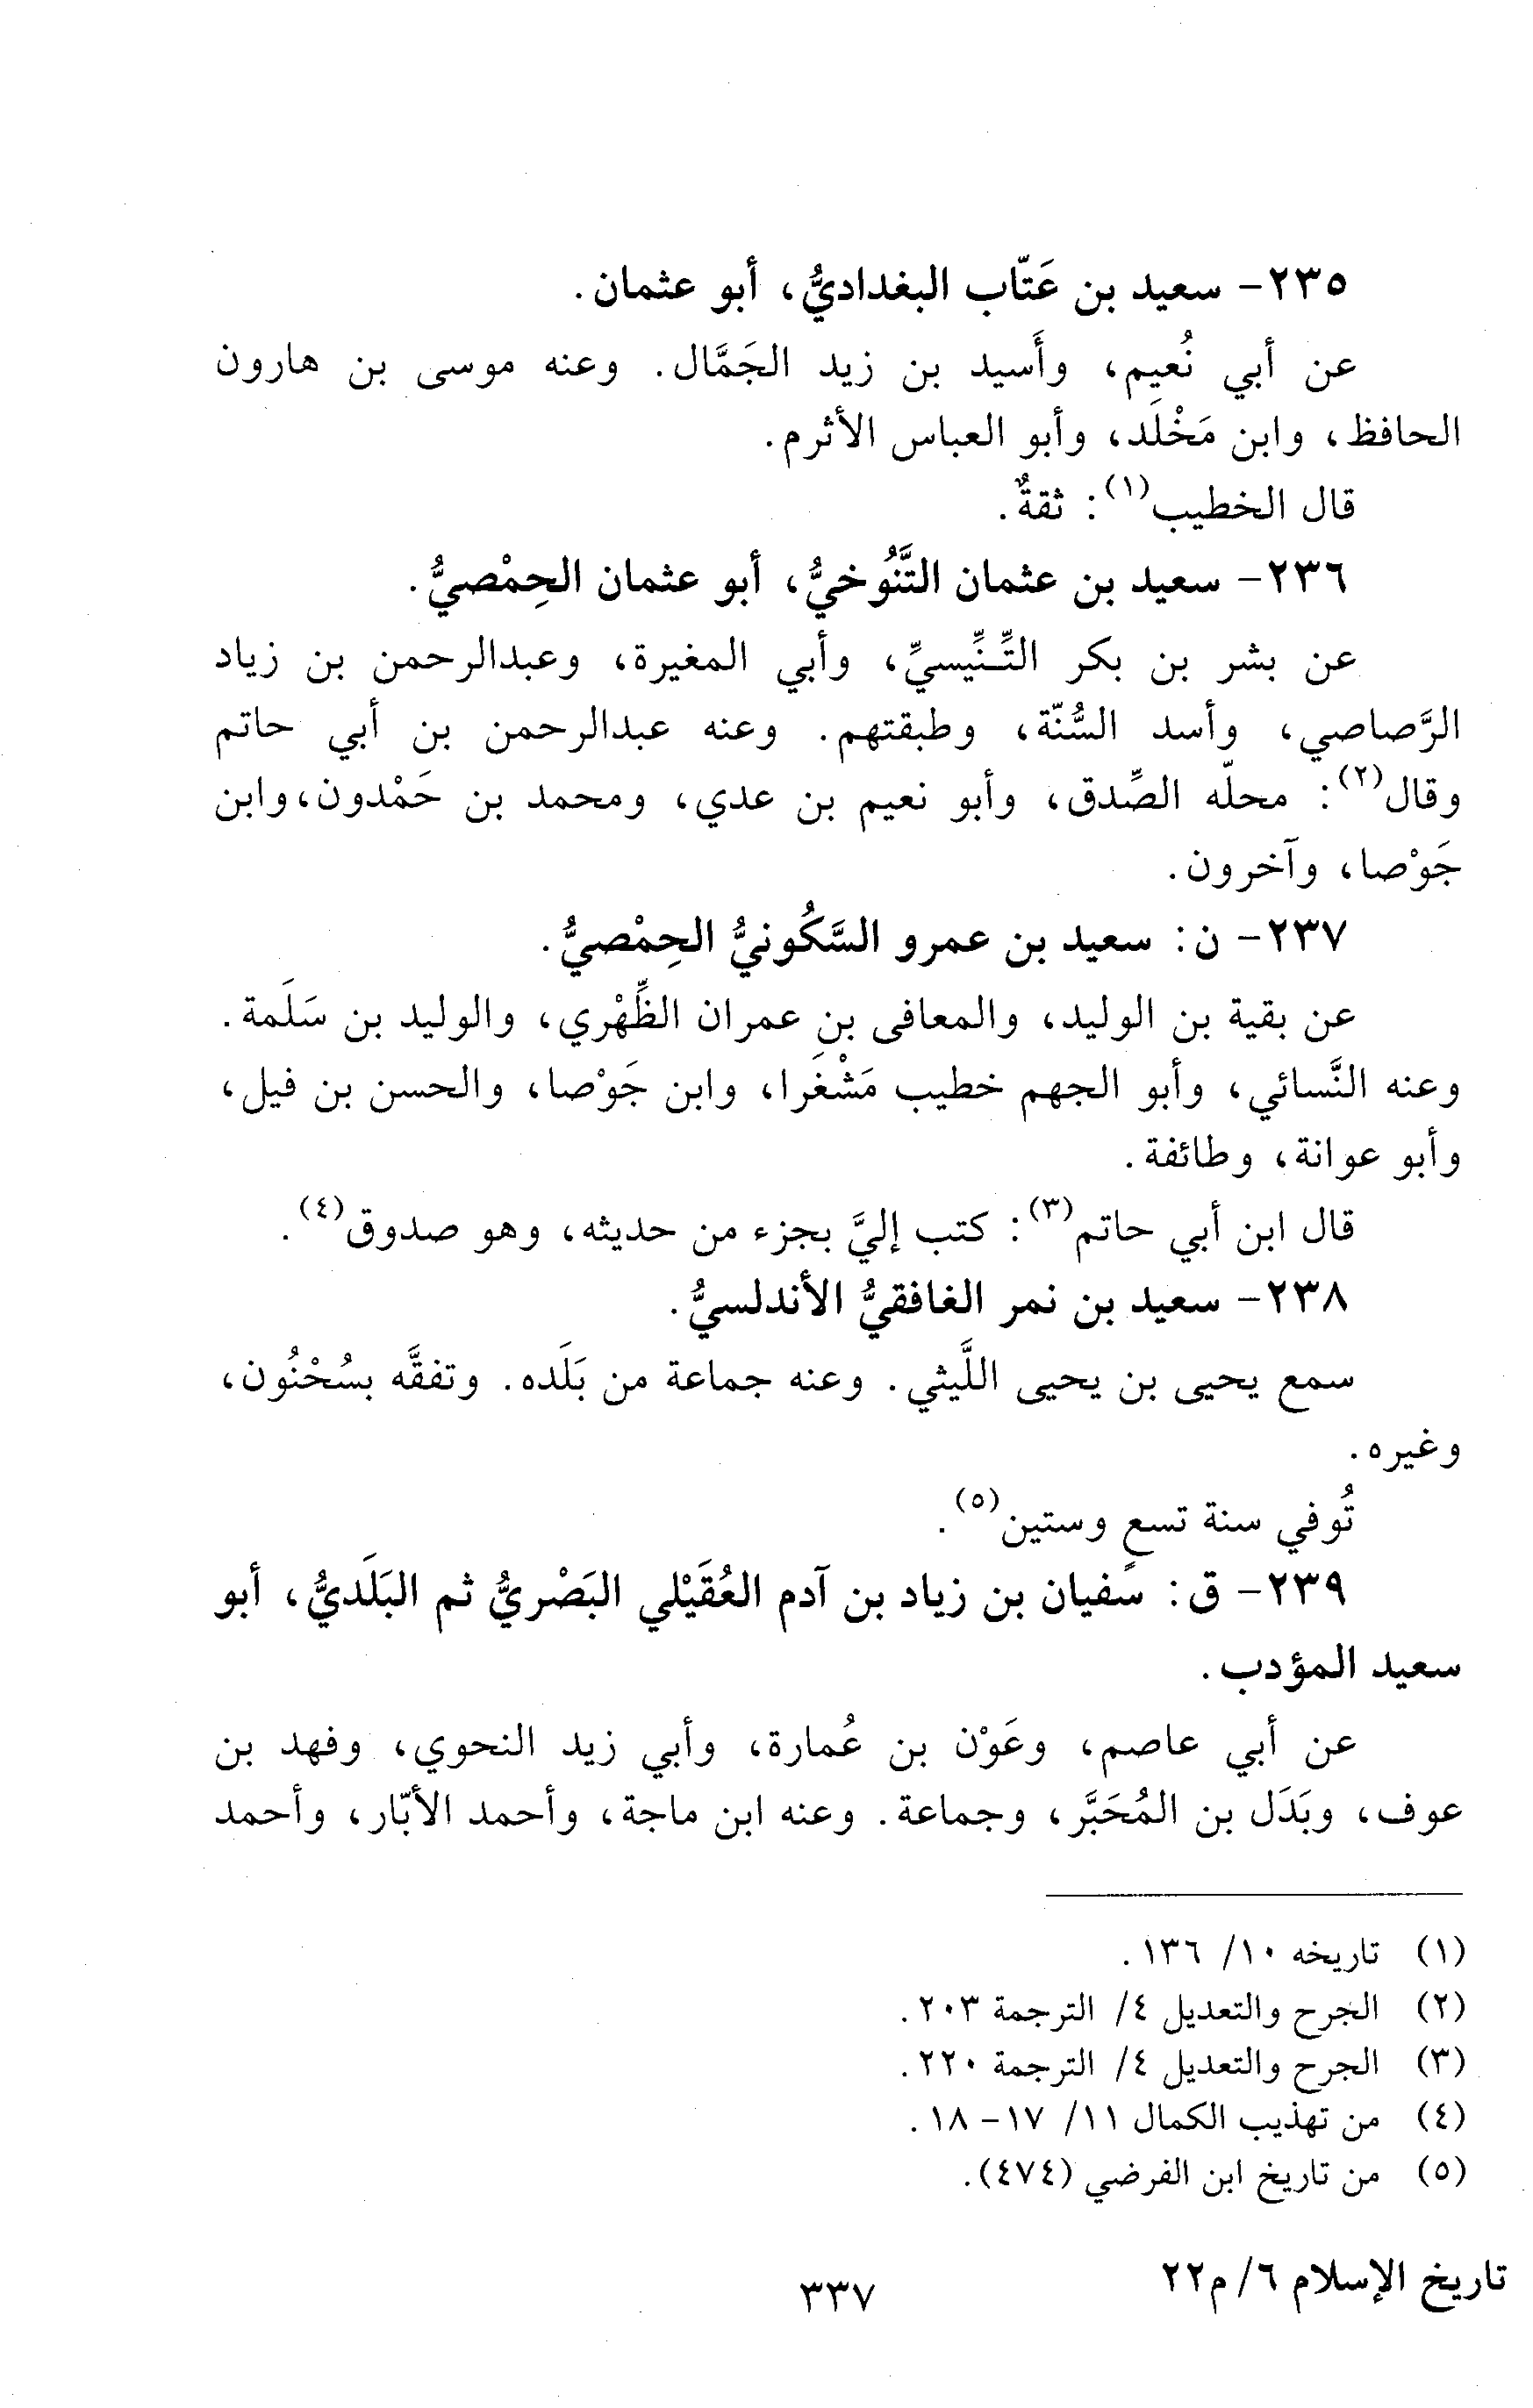 ٢٣٥- سعيد بن عَتّاب البغداديُّ، أبو عثمان.
عن أبي نُعيم، وأَسيد بن زيد الجَمَّال. وعنه موسى بن هارون
الحافظ، وابن مَخْلَد، وأبو العباس الأثرم.
قال الخطيب(١): ثقةٌ.
٢٣٦- سعيد بن عثمان التَّنُوخيُّ، أبو عثمان الحِمْصيُّ.
عن بشر بن بكر التِّنِّيسيِّ، وأبي المغيرة، وعبدالرحمن بن زياد
الرَّصاصي، وأسد السُّنّة، وطبقتهم. وعنه عبدالرحمن بن أبي حاتم
وقال(٢): محلّه الصِّدق، وأبو نعيم بن عدي، ومحمد بن حَمْدون، وابن
جَوْصا، وآخرون.
٢٣٧- ن: سعيد بن عمرو السَّكُونيُّ الحِمْصيُّ.
عن بقية بن الوليد، والمعافى بن عمران الظِّهْري، والوليد بن سَلَمة.
وعنه النَّسائي، وأبو الجهم خطيب مَشْغَرا، وابن جَوْصا، والحسن بن فيل،
وأبو عوانة، وطائفة.
قال ابن أبي حاتم(٣): كتب إليَّ بجزء من حديثه، وهو صدوق(٤).
٢٣٨- سعيد بن نمر الغافقيُّ الأندلسيُّ.
سمع يحيى بن يحيى اللَّيثي. وعنه جماعة من بَلَده. وتفقَّه بسُحْنُون،
وغيره.
تُوفي سنة تسعٍ وستين(٥).
٢٣٩- ق: سفيان بن زياد بن آدم العُقَيْلي البَصْريُّ ثم البَلَديُّ، أبو
سعيد المؤدب.
عن أبي عاصم، وعَوْن بن عُمارة، وأبي زيد النحوي، وفهد بن
عوف، وبَدَل بن المُحَبَّر، وجماعة. وعنه ابن ماجة، وأحمد الأبّار، وأحمد
(١) تاريخه ١٠/ ١٣٦.
(٢) الجرح والتعديل ٤/ الترجمة ٢٠٣.
(٣) الجرح والتعديل ٤/ الترجمة ٢٢٠.
(٤) من تهذيب الكمال ١١/ ١٧- ١٨.
(٥) من تاريخ ابن الفرضي (٤٧٤).
تاريخ الإسلام ٦/ م٢٢
٣٣٧